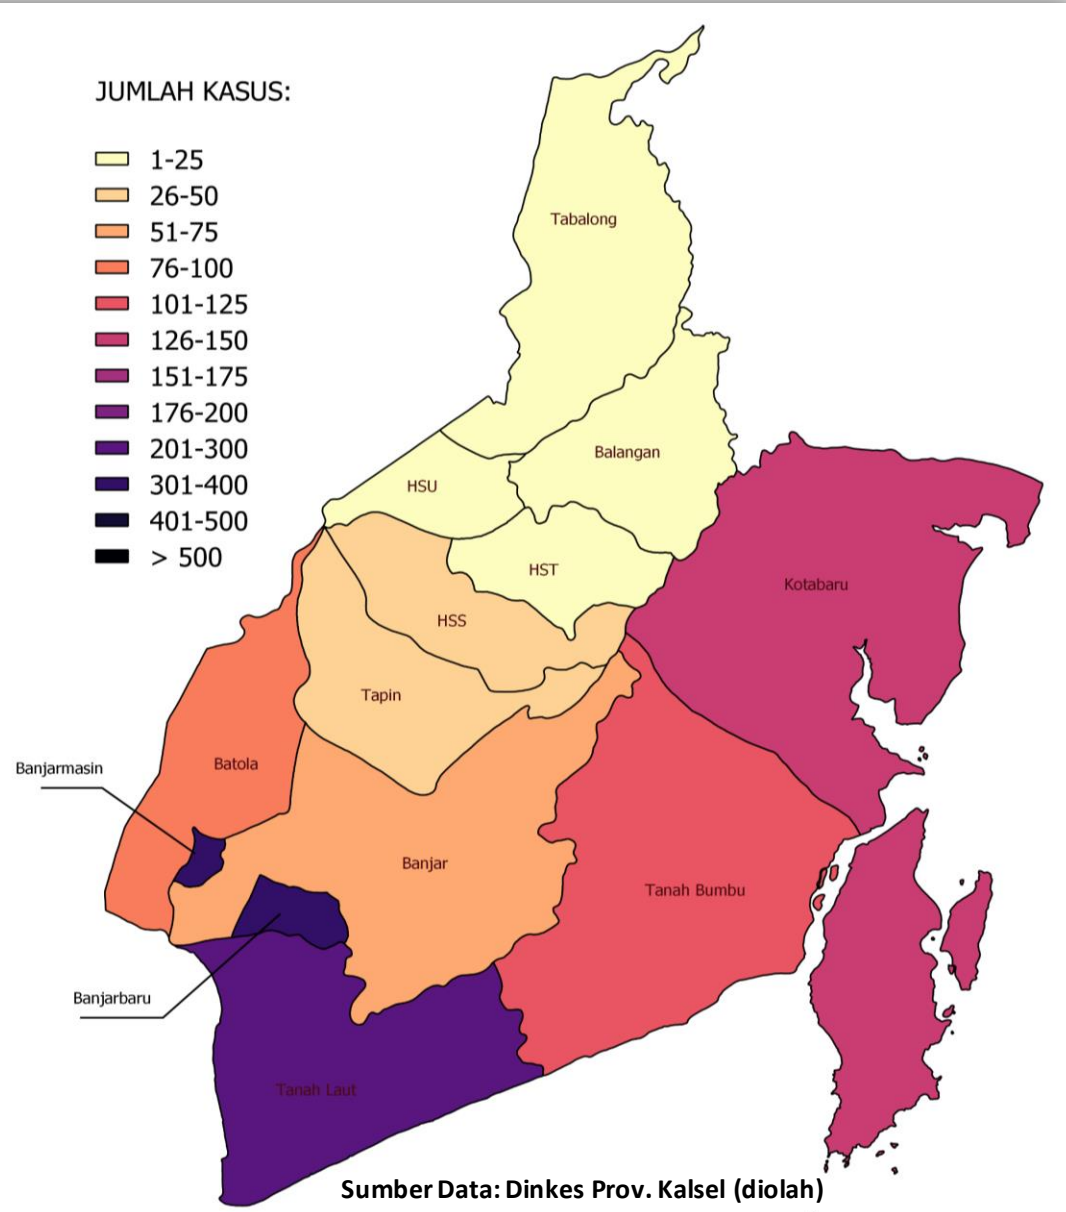 JUMLAH KASUS:
1-25
26-50
51-75
76-100
101-125
126-150
151-175
176-200
201-300
301-400
401-500
> 500
Tabalong
Balangan
HSU
HST
Kotabaru
HSS
Tapin
Batola
Banjarmasin
Banjar
Tanah Bumbu
Banjarbaru
Tanah Laut
Sumber Data: Dinkes Prov. Kalsel (diolah)